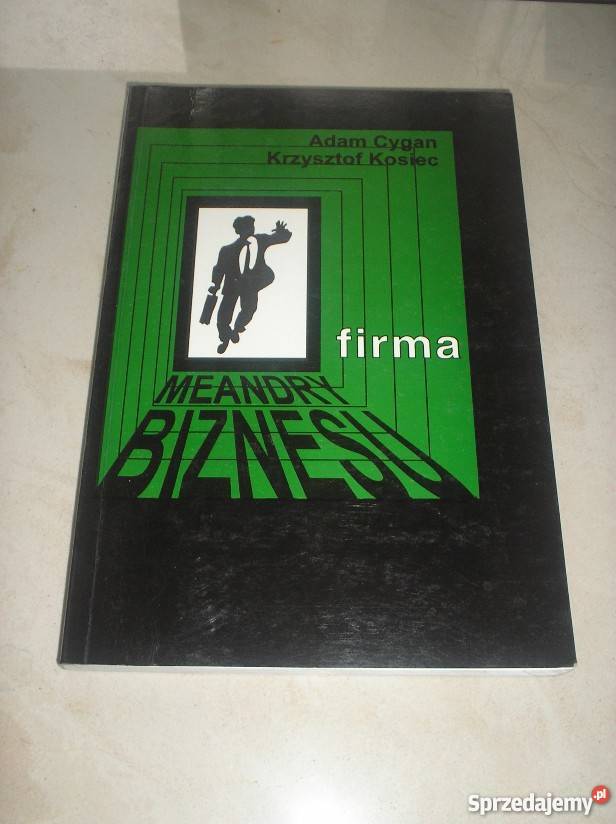 Adam Cygan
Krzysztof Kosiec
firma
MEANDRY
BIZNESU
Sprzedajemy.pl